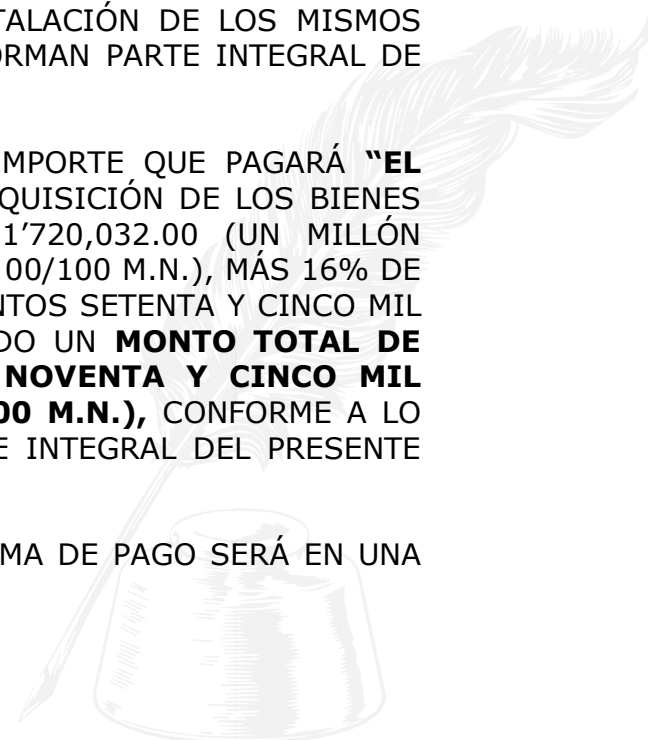 TALACIÓN DE LOS MISMOS
ORMAN PARTE INTEGRAL DE
IMPORTE QUE PAGARÁ “EL
QUISICIÓN DE LOS BIENES
1’720,032.00 (UN MILLÓN
00/100 M.N.), MÁS 16% DE
NTOS SETENTA Y CINCO MIL
DO UN MONTO TOTAL DE
NOVENTA Y CINCO MIL
00 M.N.), CONFORME A LO
E INTEGRAL DEL PRESENTE
MA DE PAGO SERÁ EN UNA